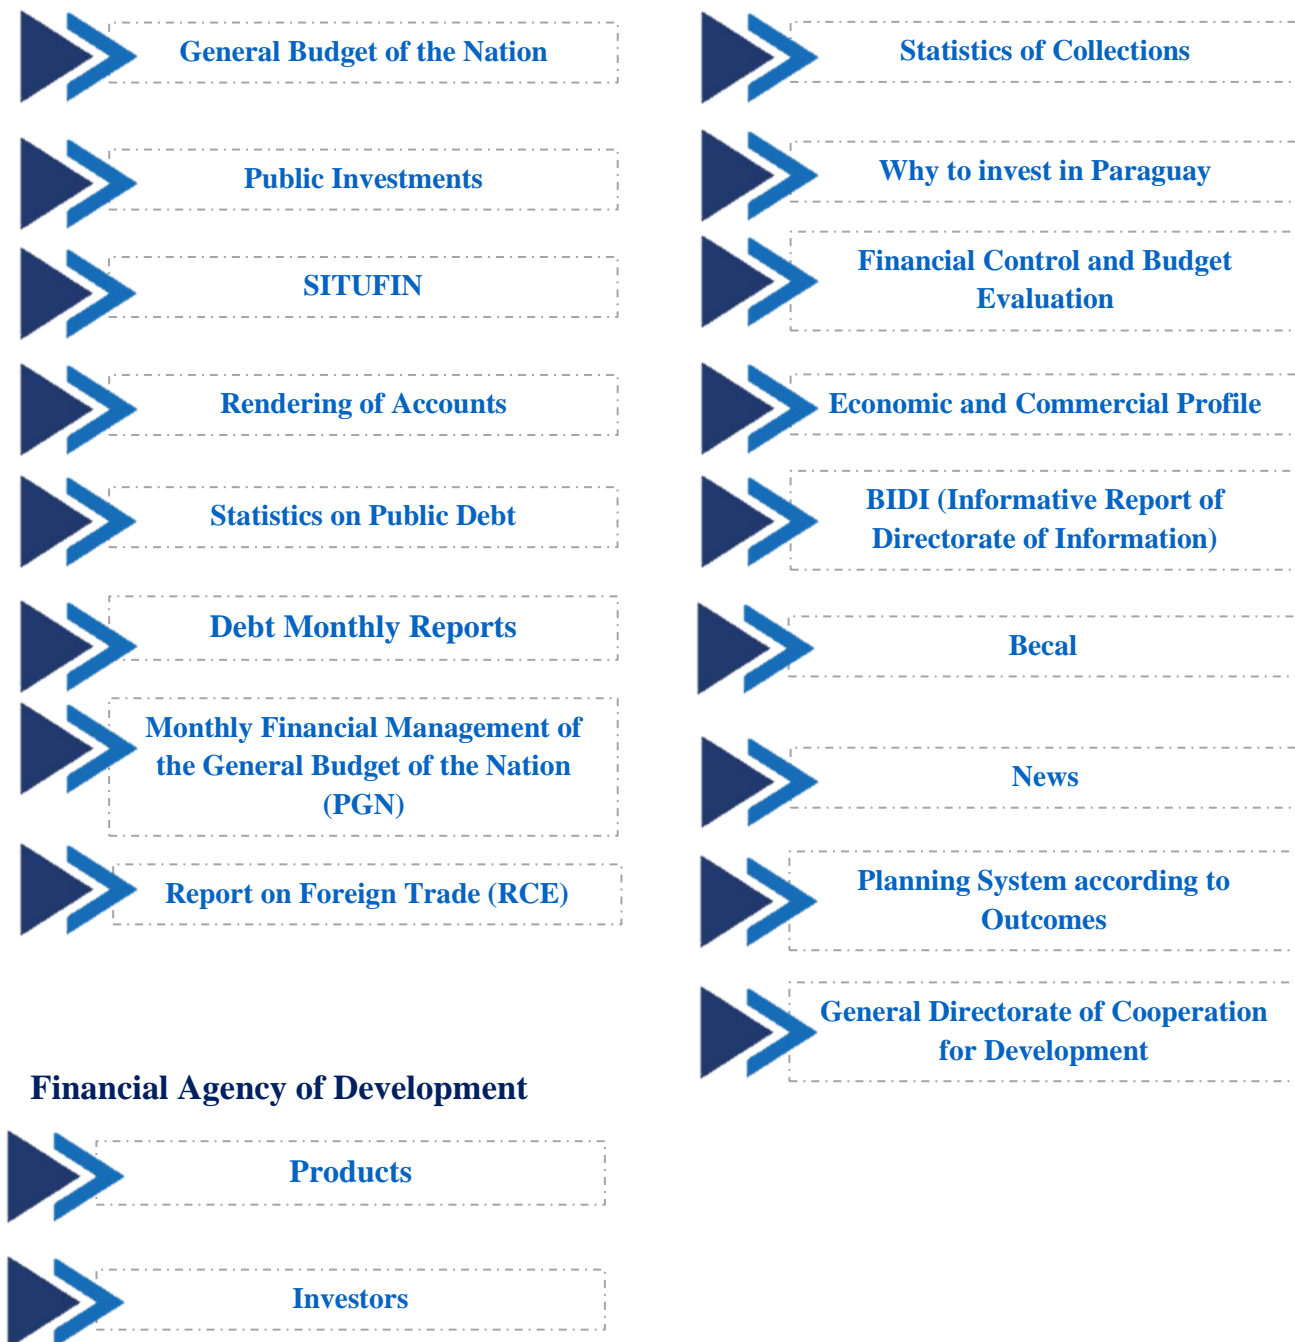 General Budget of the Nation
Public Investments
SITUFIN
Rendering of Accounts
Statistics on Public Debt
Debt Monthly Reports
Monthly Financial Management of
the General Budget of the Nation
(PGN)
Report on Foreign Trade (RCE)
Statistics of Collections
Why to invest in Paraguay
Financial Control and Budget
Evaluation
Economic and Commercial Profile
BIDI (Informative Report of
Directorate of Information)
Becal
News
Planning System according to
Outcomes
General Directorate of Cooperation
for Development
Financial Agency of Development
Products
Investors